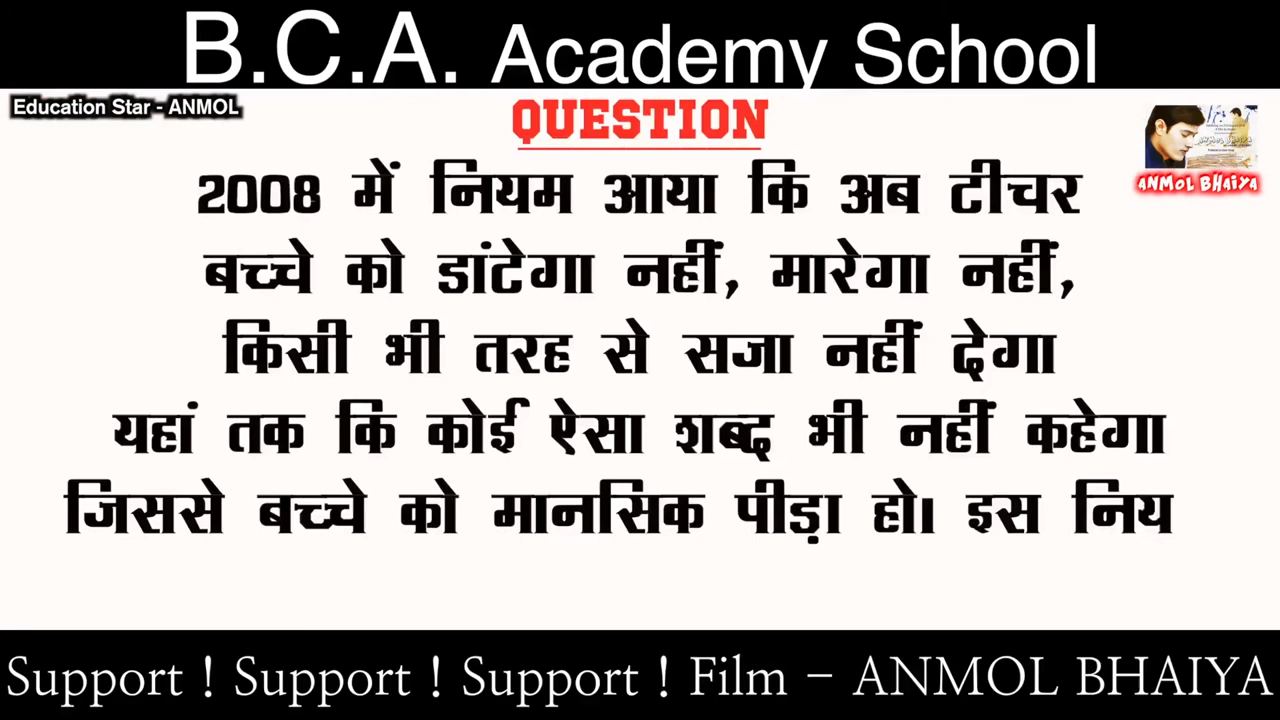 B.C.A. Academy School
Education Star - ANMOL
QUESTION
ANMOL BHAIYA
2008 में नियम आया कि अब टीचर
बच्चे को डांटेगा नहीं, मारेगा नहीं,
किसी भी तरह से सजा नहीं देगा
यहां तक कि कोई ऐसा शब्द भी नहीं कहेगा
जिससे बच्चे को मानसिक पीड़ा हो। इस निय
Support ! Support ! Support ! Film - ANMOL BHAIYA